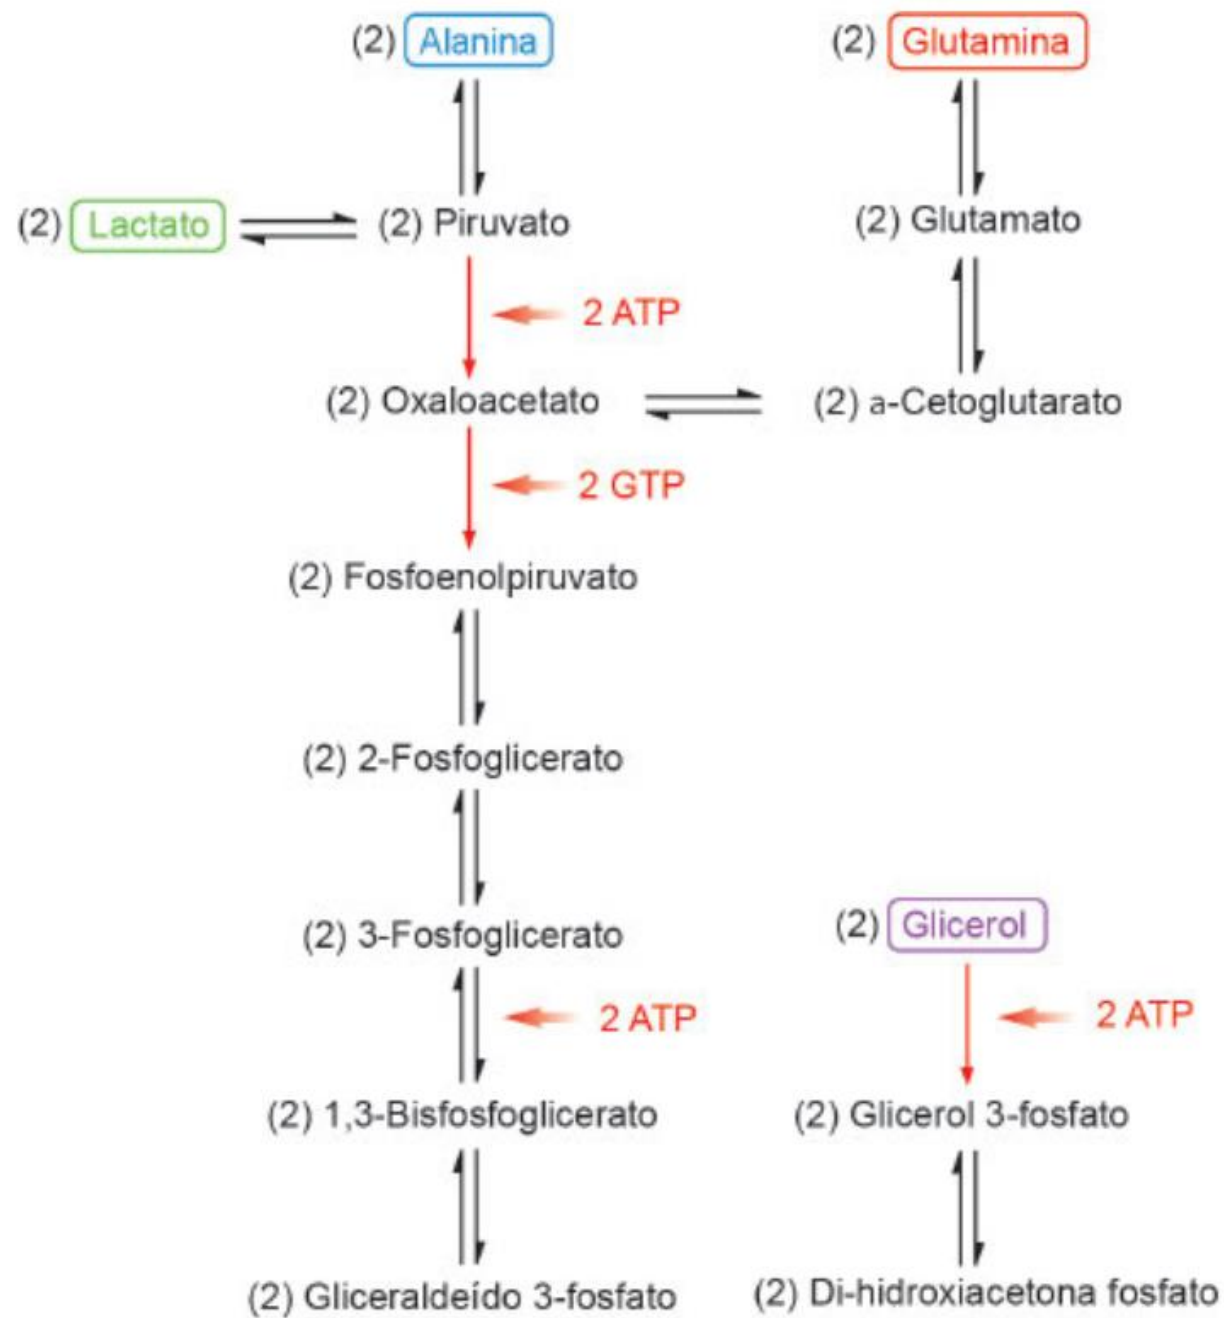 (2) Alanina
(2) Glutamina
(2) Lactato
(2) Piruvato
(2) Glutamato
2 ATP
(2) Oxaloacetato
(2) a-Cetoglutarato
2 GTP
(2) Fosfoenolpiruvato
(2) 2-Fosfoglicerato
(2) 3-Fosfoglicerato
(2) Glicerol
2 ATP
2 ATP
(2) 1,3-Bisfosfoglicerato
(2) Glicerol 3-fosfato
(2) Gliceraldeído 3-fosfato
(2) Di-hidroxiacetona fosfato